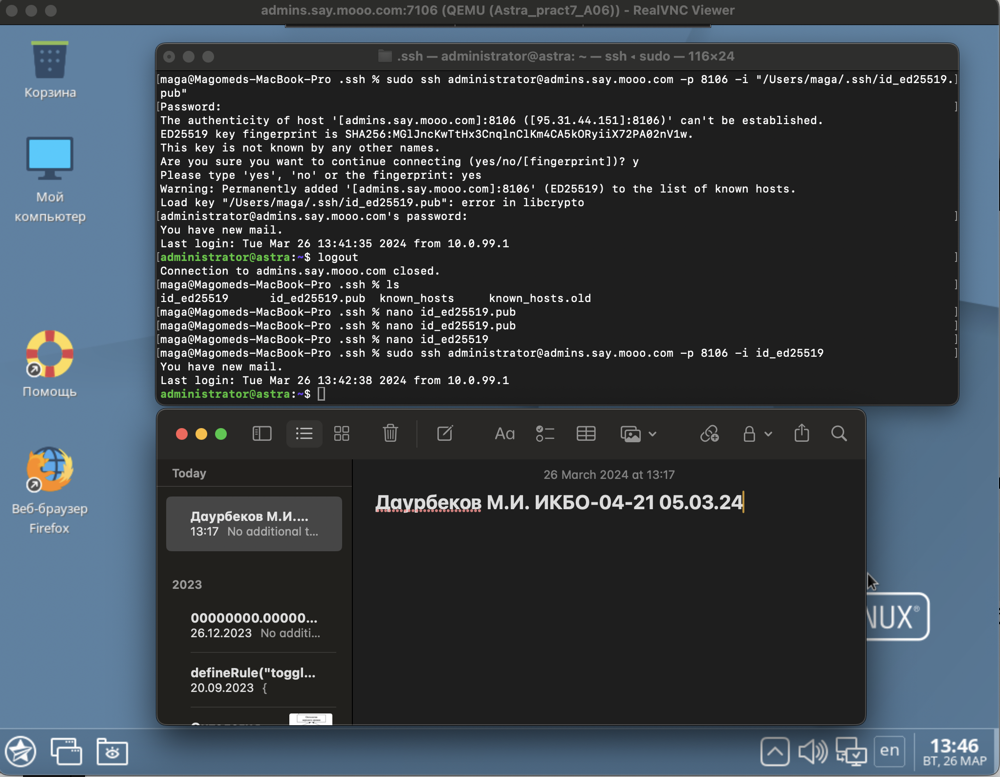 admins.say.mooo.com:7106 (QEMU (Astra_pract7_A06)) - RealVNC Viewer
Корзина
Мой
компьютер
Помощь
Веб-браузер
Firefox
.ssh — administrator@astra: ~ — ssh ◂ sudo — 116×24
[maga@Magomeds-MacBook-Pro .ssh % sudo ssh administrator@admins.say.mooo.com -p 8106 -i "/Users/maga/.ssh/id_ed25519.]
pub"
[Password: ]
The authenticity of host '[admins.say.mooo.com]:8106 ([95.31.44.151]:8106)' can't be established.
ED25519 key fingerprint is SHA256:MGlJncKwTtHx3CnqlnClKm4CA5kORyiiX72PA02nV1w.
This key is not known by any other names.
Are you sure you want to continue connecting (yes/no/[fingerprint])? y
Please type 'yes', 'no' or the fingerprint: yes
Warning: Permanently added '[admins.say.mooo.com]:8106' (ED25519) to the list of known hosts.
Load key "/Users/maga/.ssh/id_ed25519.pub": error in libcrypto
[administrator@admins.say.mooo.com's password: ]
You have new mail.
Last login: Tue Mar 26 13:41:35 2024 from 10.0.99.1
[administrator@astra:~$ logout ]
Connection to admins.say.mooo.com closed.
[maga@Magomeds-MacBook-Pro .ssh % ls ]
id_ed25519 id_ed25519.pub known_hosts known_hosts.old
[maga@Magomeds-MacBook-Pro .ssh % nano id_ed25519.pub ]
[maga@Magomeds-MacBook-Pro .ssh % nano id_ed25519.pub ]
[maga@Magomeds-MacBook-Pro .ssh % nano id_ed25519 ]
[maga@Magomeds-MacBook-Pro .ssh % sudo ssh administrator@admins.say.mooo.com -p 8106 -i id_ed25519 ]
You have new mail.
Last login: Tue Mar 26 13:42:38 2024 from 10.0.99.1
administrator@astra:~$
Aa
Today
Даурбеков М.И....
13:17 No additional t...
2023
00000000.00000...
26.12.2023 No additi...
defineRule("toggl...
20.09.2023 {
26 March 2024 at 13:17
Даурбеков М.И. ИКБО-04-21 05.03.24
NUX®
en
13:46
ВТ, 26 МАР